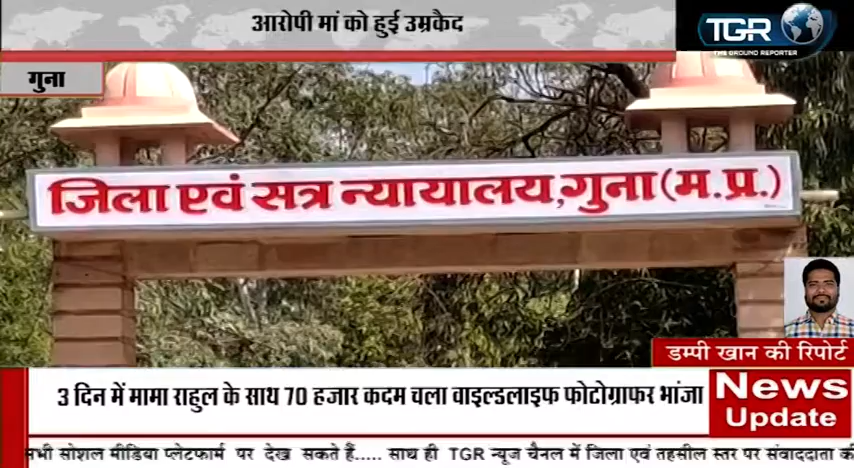 आरोपी मां को हुई उम्रकैद
TGR
THE GROUND REPORTER
गुना
जिला एवं सत्र न्यायालय, गुना (म.प्र.)
डम्पी खान की रिपोर्ट
3 दिन में मामा राहुल के साथ 70 हजार कदम चला वाइल्डलाइफ फोटोग्राफर भांजा
News
Update
सोशल मीडिया प्लेटफार्म पर देख सकते हैं..... साथ ही TGR न्यूज चैनल में जिला एवं तहसील स्तर पर संवाददाता की